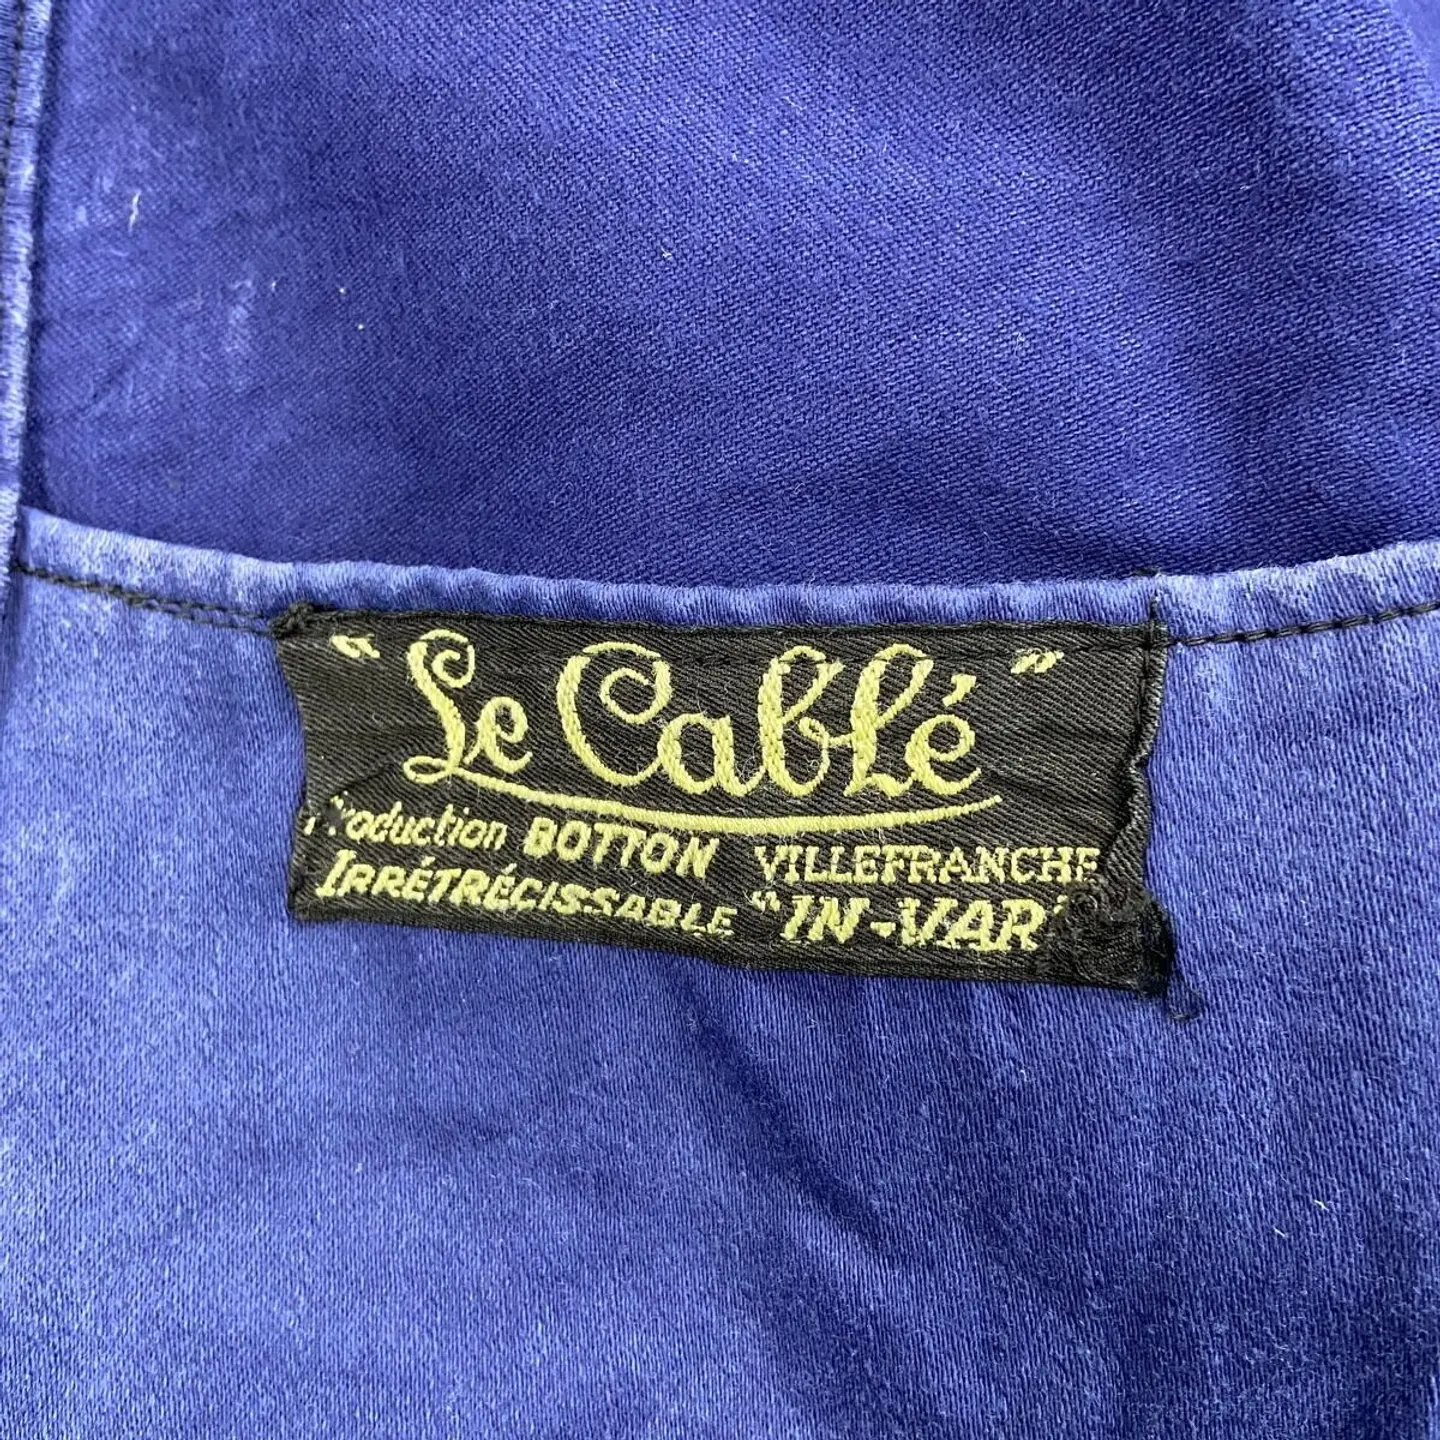 "Le Cablé"
Production BOTTON VILLEFRANCHE
IRRÉTRÉCISSABLE "IN-VAR"